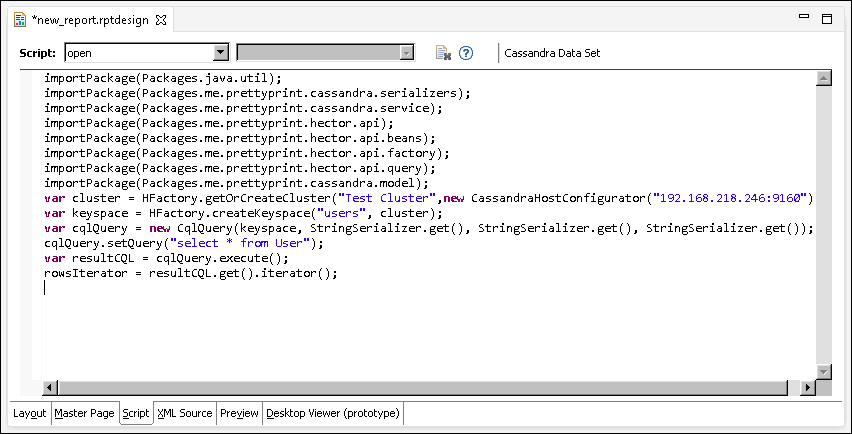 *new_report.rptdesign
Script: open Cassandra Data Set
importPackage(Packages.java.util);
importPackage(Packages.me.prettyprint.cassandra.serializers);
importPackage(Packages.me.prettyprint.cassandra.service);
importPackage(Packages.me.prettyprint.hector.api);
importPackage(Packages.me.prettyprint.hector.api.beans);
importPackage(Packages.me.prettyprint.hector.api.factory);
importPackage(Packages.me.prettyprint.hector.api.query);
importPackage(Packages.me.prettyprint.cassandra.model);
var cluster = HFactory.getOrCreateCluster("Test Cluster",new CassandraHostConfigurator("192.168.218.246:9160")
var keyspace = HFactory.createKeyspace("users", cluster);
var cqlQuery = new CqlQuery(keyspace, StringSerializer.get(), StringSerializer.get(), StringSerializer.get());
cqlQuery.setQuery("select * from User");
var resultCQL = cqlQuery.execute();
rowsIterator = resultCQL.get().iterator();
Layout Master Page Script XML Source Preview Desktop Viewer (prototype)